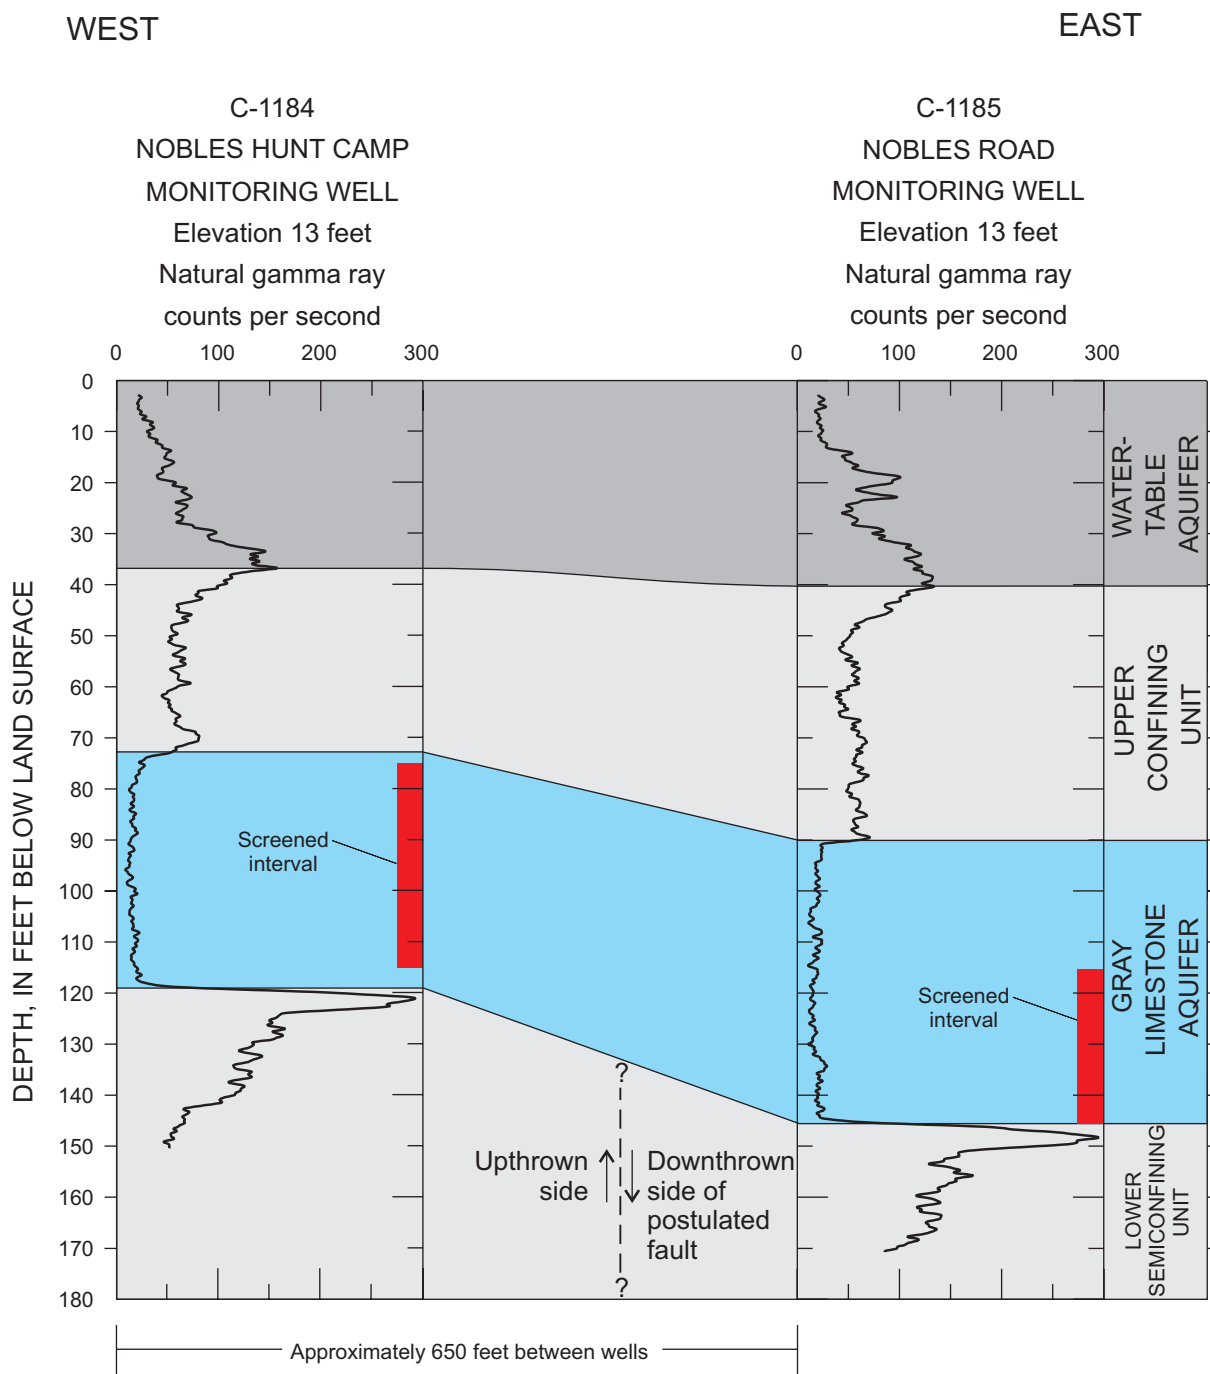 WEST
EAST
C-1184
NOBLES HUNT CAMP
MONITORING WELL
Elevation 13 feet
Natural gamma ray
counts per second
C-1185
NOBLES ROAD
MONITORING WELL
Elevation 13 feet
Natural gamma ray
counts per second
0 100 200 300
0 100 200 300
DEPTH, IN FEET BELOW LAND SURFACE
0
10
20
30
40
50
60
70
80
90
100
110
120
130
140
150
160
170
180
WATER-
TABLE
AQUIFER
UPPER
CONFINING
UNIT
GRAY
LIMESTONE
AQUIFER
LOWER
SEMICONFINING
UNIT
Screened
interval
Screened
interval
?
Upthrown
side
Downthrown
side of
postulated
fault
?
Approximately 650 feet between wells